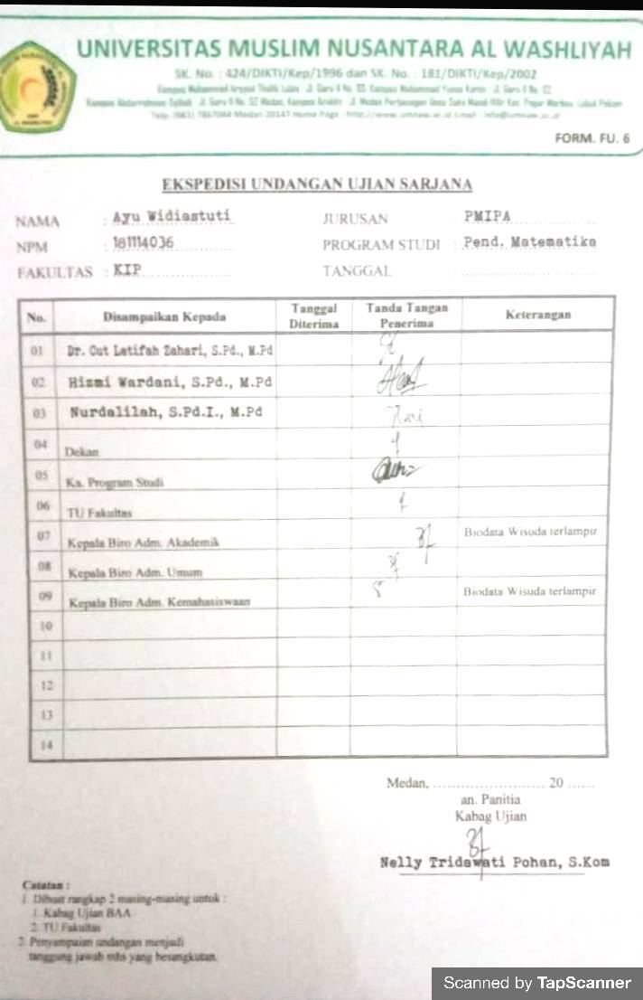 UNIVERSITAS MUSLIM NUSANTARA AL WASHLIYAH
SK. No. : 424/DIKTI/Kep/1996 dan SK. No. : 181/DIKTI/Kep/2002
FORM. FU. 6
EKSPEDISI UNDANGAN UJIAN SARJANA
NAMA : Ayu Widiastuti JURUSAN : PMIPA
NPM : 181114036 PROGRAM STUDI : Pend. Matematika
FAKULTAS : KIP TANGGAL :
No. Disampaikan Kepada Tanggal Diterima Tanda Tangan Penerima Keterangan
01 Dr. Cut Latifah Zahari, S.Pd., M.Pd
02 Hizmi Wardani, S.Pd., M.Pd
03 Nurdalilah, S.Pd.I., M.Pd
04 Dekan
05 Ka. Program Studi
06 TU Fakultas
07 Kepala Biro Adm. Akademik Biodata Wisuda terlampir
08 Kepala Biro Adm. Umum
09 Kepala Biro Adm. Kemahasiswaan Biodata Wisuda terlampir
10
11
12
13
14
Medan, ........................... 20 ......
an. Panitia
Kabag Ujian
Nelly Tridawati Pohan, S.Kom
Catatan :
1. Dibuat rangkap 2 masing-masing untuk :
1. Kabag Ujian BAA
2. TU Fakultas
2. Penyampaian undangan menjadi
tanggung jawab mhs yang besangkutan.
Scanned by TapScanner